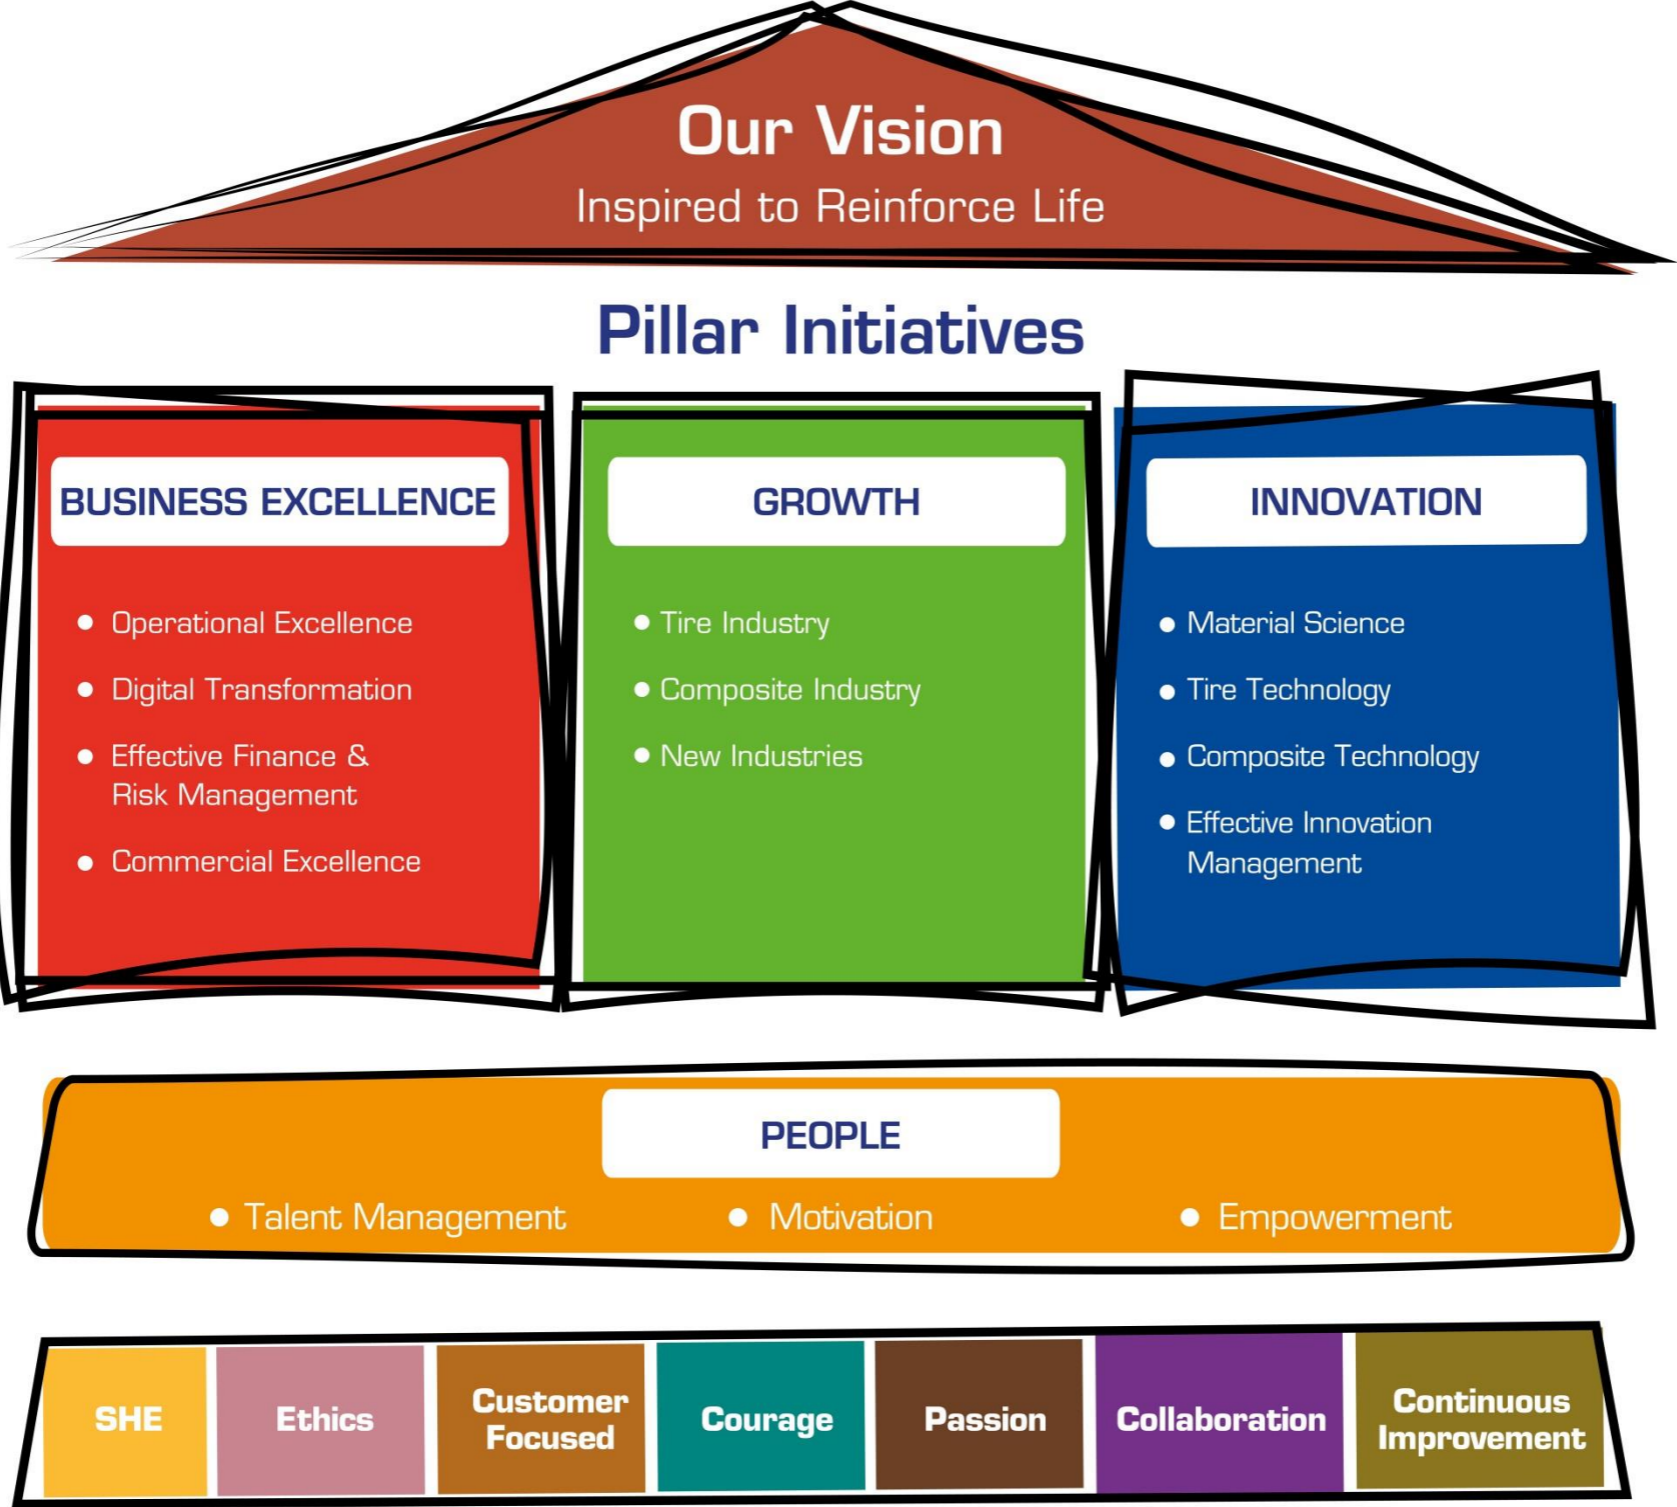 Our Vision
Inspired to Reinforce Life
Pillar Initiatives
BUSINESS EXCELLENCE
• Operational Excellence
• Digital Transformation
• Effective Finance &
Risk Management
• Commercial Excellence
GROWTH
• Tire Industry
• Composite Industry
• New Industries
INNOVATION
• Material Science
• Tire Technology
• Composite Technology
• Effective Innovation
Management
PEOPLE
• Talent Management
• Motivation
• Empowerment
SHE
Ethics
Customer
Focused
Courage
Passion
Collaboration
Continuous
Improvement